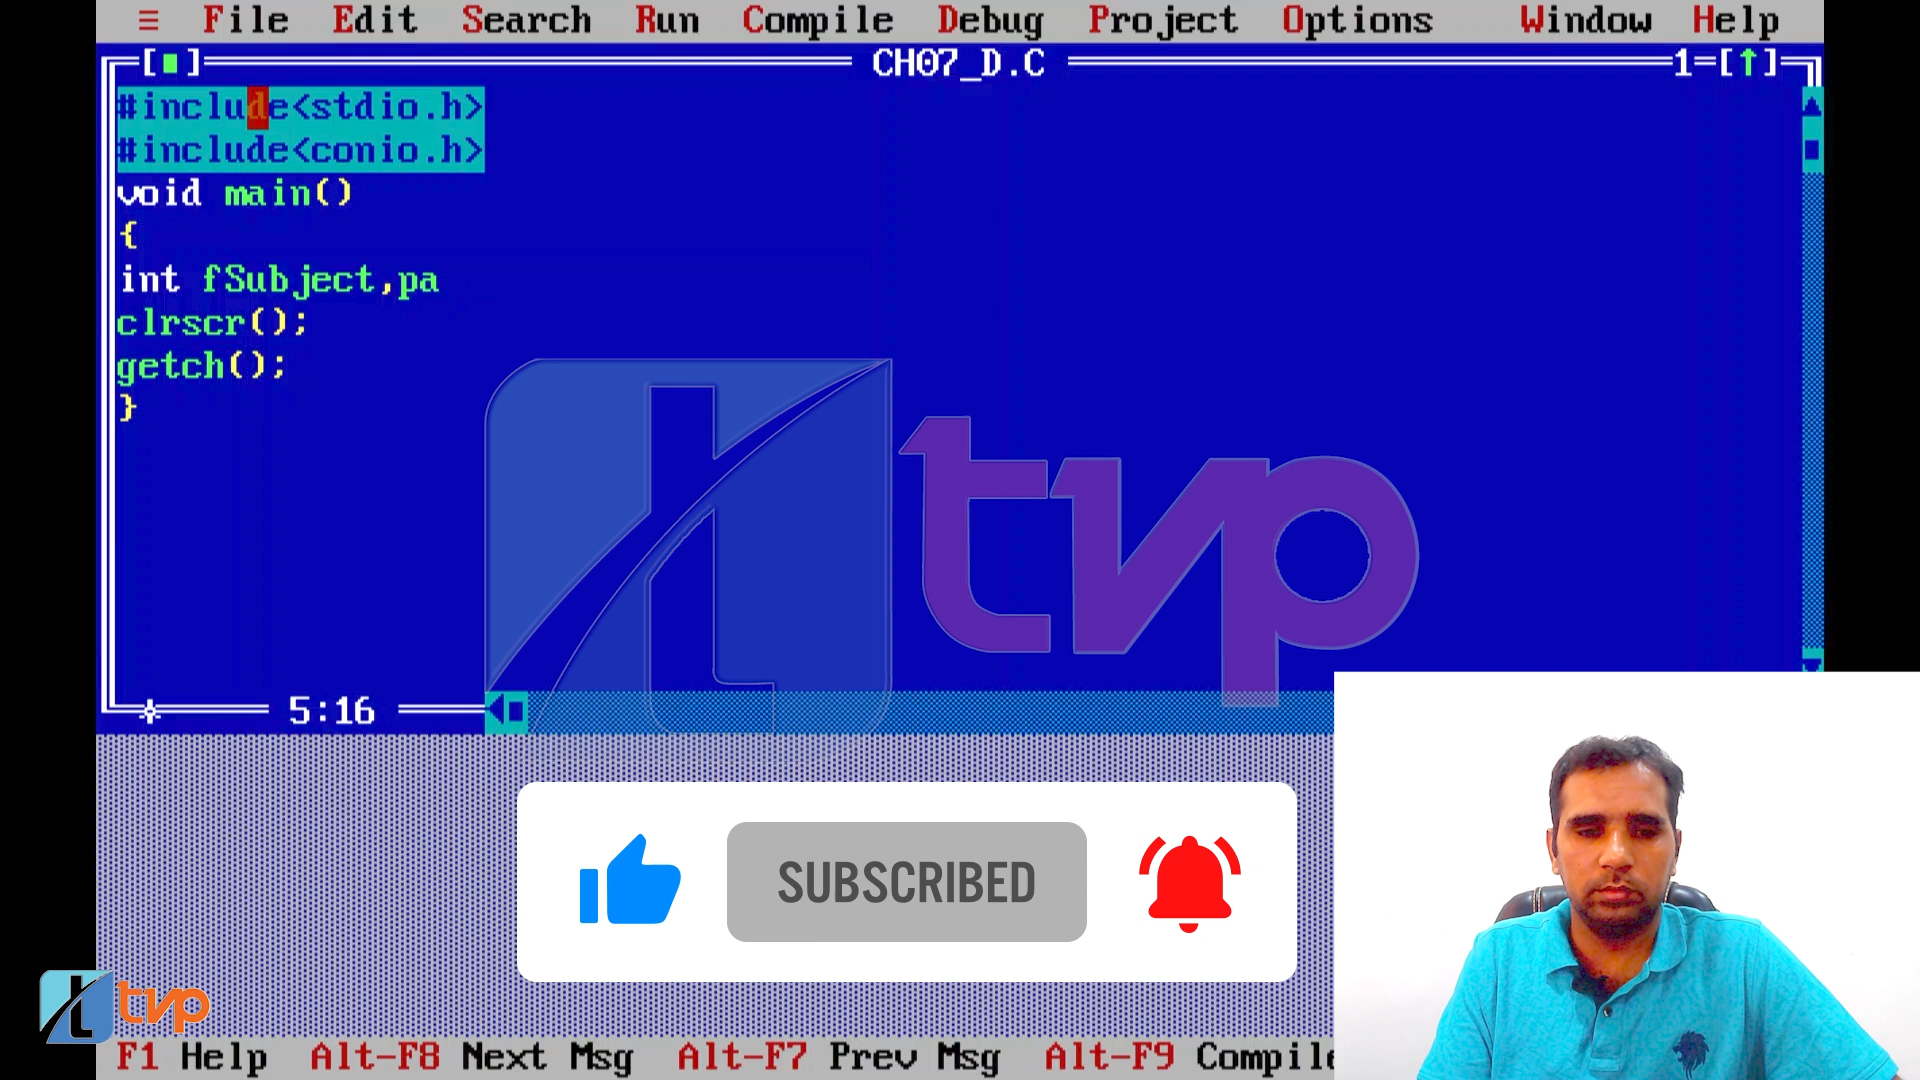 ≡ File Edit Search Run Compile Debug Project Options Window Help
[■] CH07_D.C 1=[↑]
#include<stdio.h>
#include<conio.h>
void main()
{
int fSubject,pa
clrscr();
getch();
}
tvp
5:16
SUBSCRIBED
tvp
F1 Help Alt-F8 Next Msg Alt-F7 Prev Msg Alt-F9 Compile